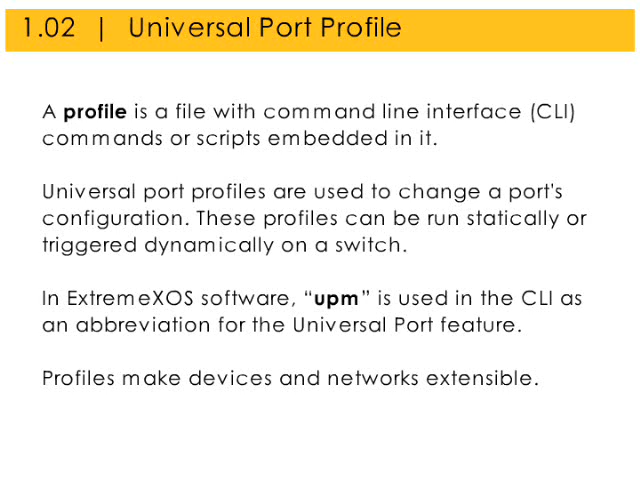 1.02 | Universal Port Profile
A profile is a file with command line interface (CLI)
commands or scripts embedded in it.
Universal port profiles are used to change a port's
configuration. These profiles can be run statically or
triggered dynamically on a switch.
In ExtremeXOS software, “upm” is used in the CLI as
an abbreviation for the Universal Port feature.
Profiles make devices and networks extensible.